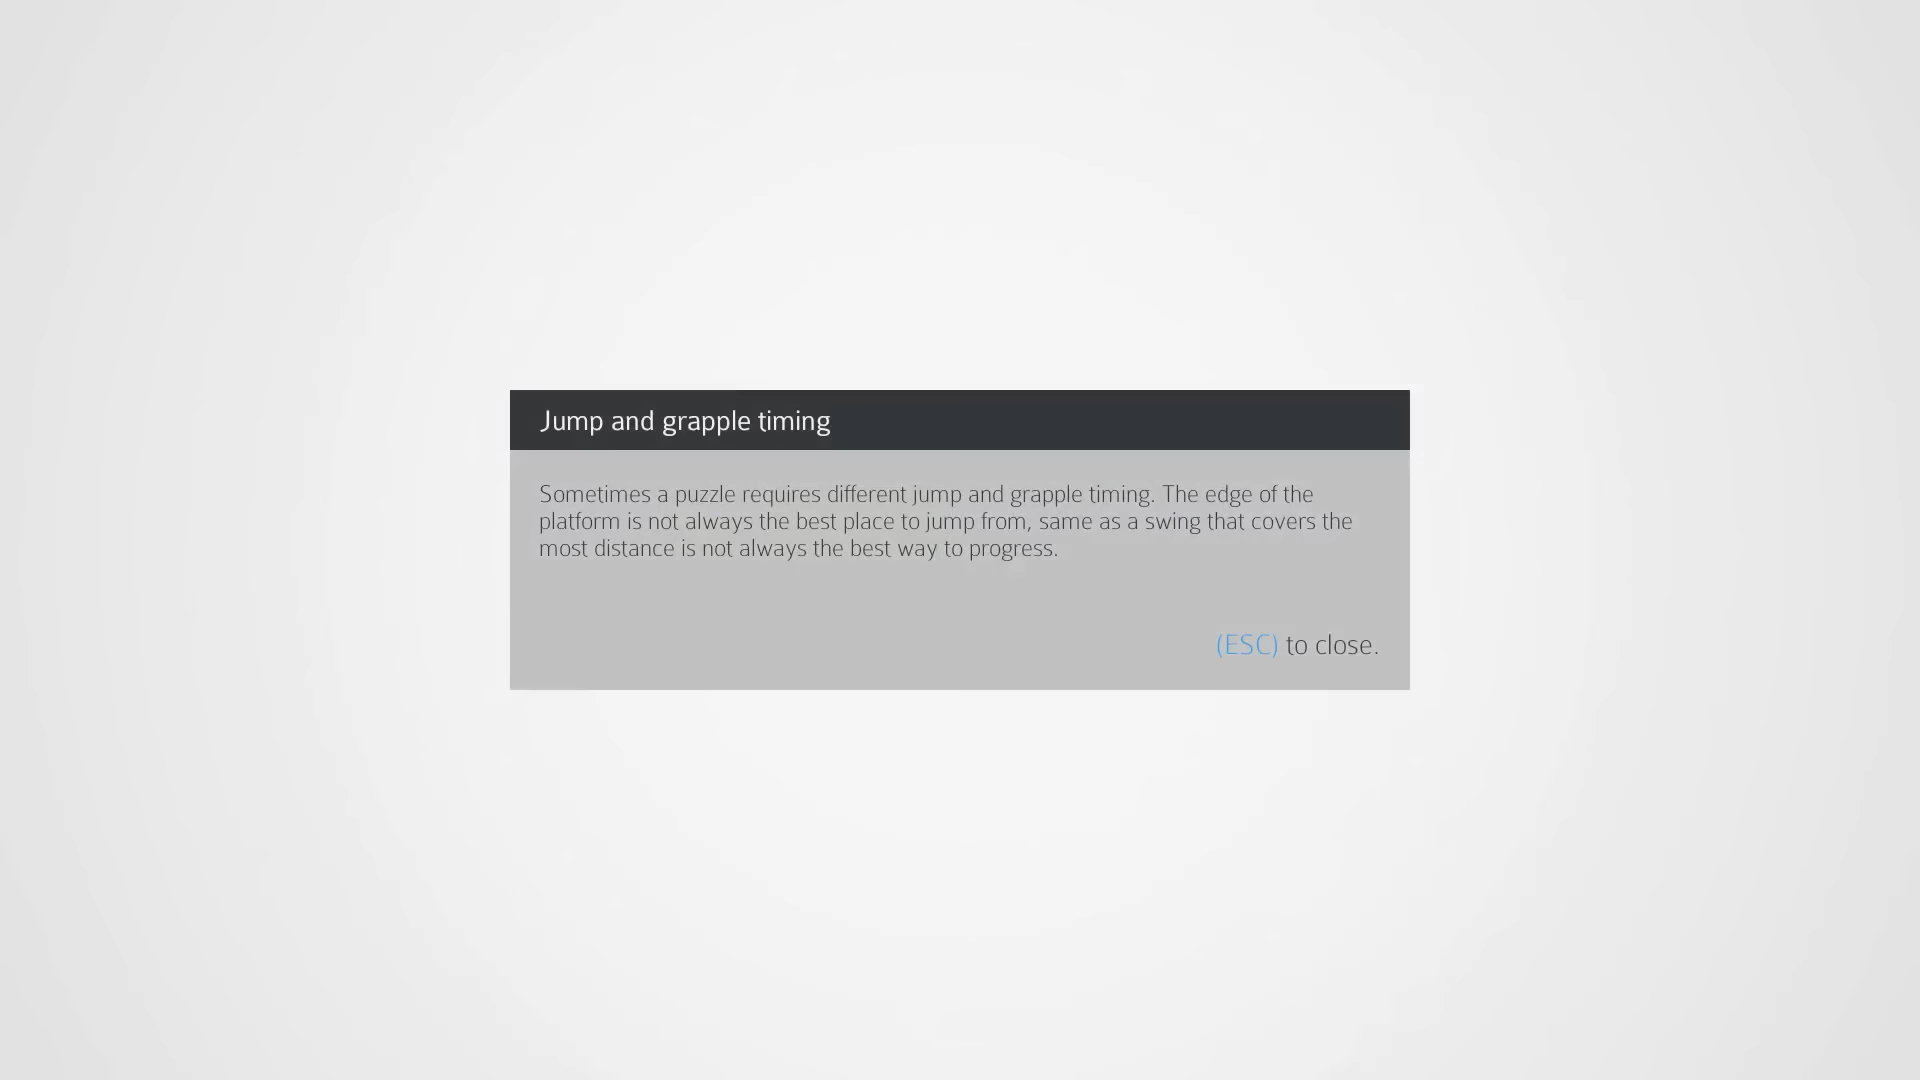 Jump and grapple timing
Sometimes a puzzle requires different jump and grapple timing. The edge of the
platform is not always the best place to jump from, same as a swing that covers the
most distance is not always the best way to progress.
(ESC) to close.